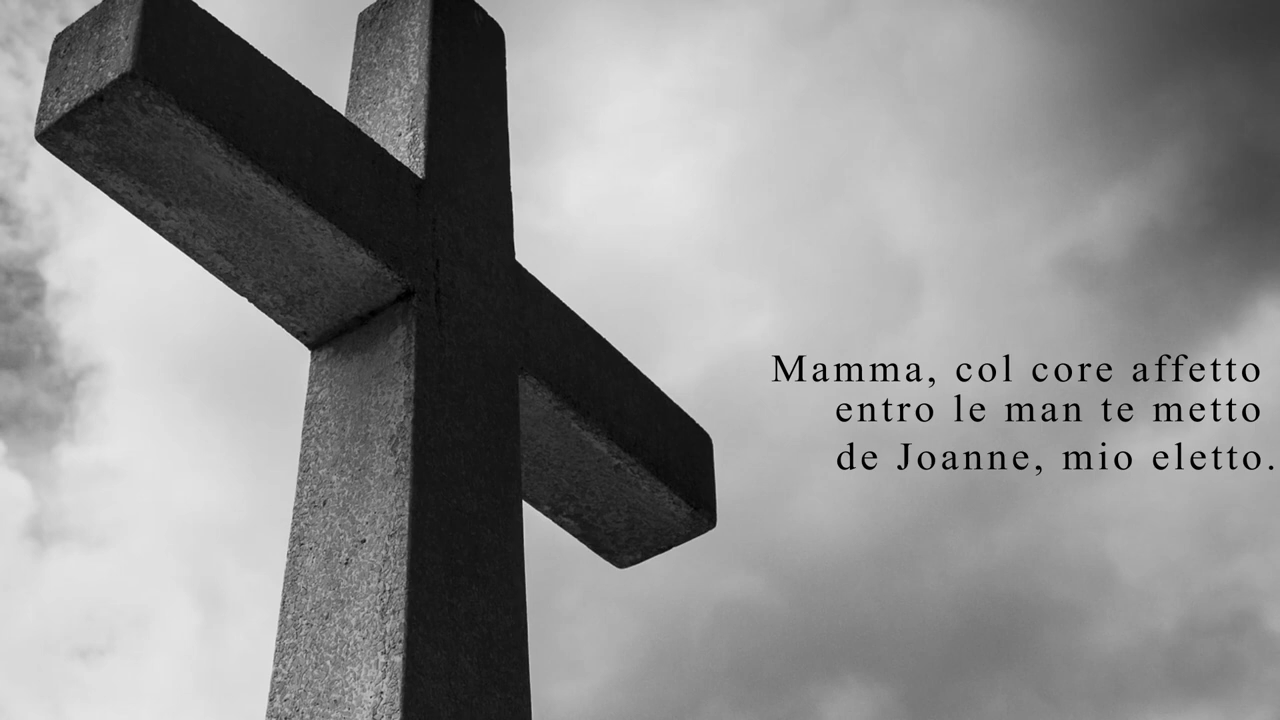 Mamma, col core affetto
entro le man te metto
de Joanne, mio eletto.